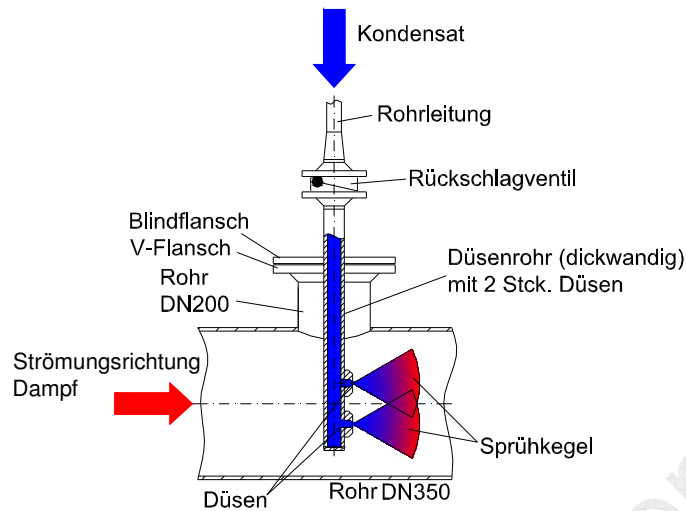 Kondensat
Rohrleitung
Rückschlagventil
Blindflansch
V-Flansch
Rohr
DN200
Düsenrohr (dickwandig)
mit 2 Stck. Düsen
Strömungsrichtung
Dampf
Sprühkegel
Düsen
Rohr DN350